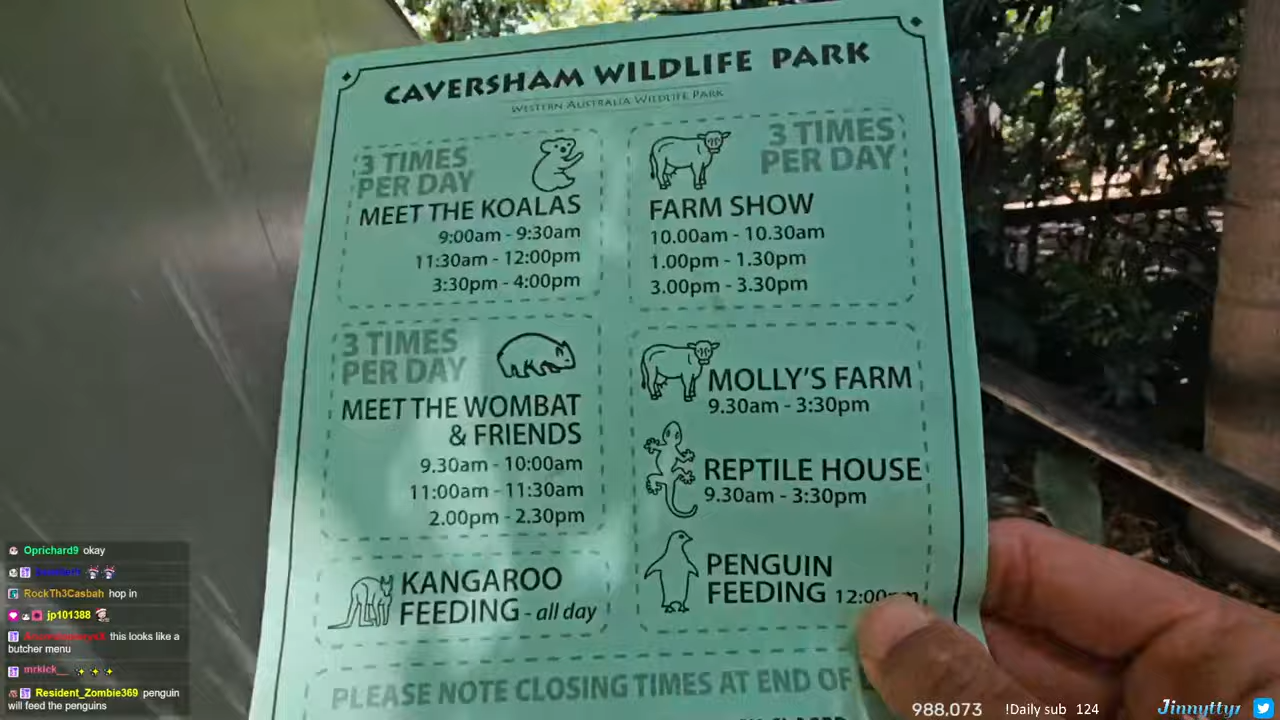 CAVERSHAM WILDLIFE PARK
WESTERN AUSTRALIA WILDLIFE PARK
3 TIMES
PER DAY
MEET THE KOALAS
9:00am - 9:30am
11:30am - 12:00pm
3:30pm - 4:00pm
3 TIMES
PER DAY
FARM SHOW
10.00am - 10.30am
1.00pm - 1.30pm
3.00pm - 3.30pm
3 TIMES
PER DAY
MEET THE WOMBAT
& FRIENDS
9.30am - 10:00am
11:00am - 11:30am
2.00pm - 2.30pm
MOLLY'S FARM
9.30am - 3:30pm
REPTILE HOUSE
9.30am - 3:30pm
KANGAROO
FEEDING - all day
PENGUIN
FEEDING 12:00pm
PLEASE NOTE CLOSING TIMES AT END OF
Oprichard9 okay
RockTh3Casbah hop in
jp101388
this looks like a
butcher menu
mrkick__
Resident_Zombie369 penguin
will feed the penguins
988,073 !Daily sub 124
Jinnytty